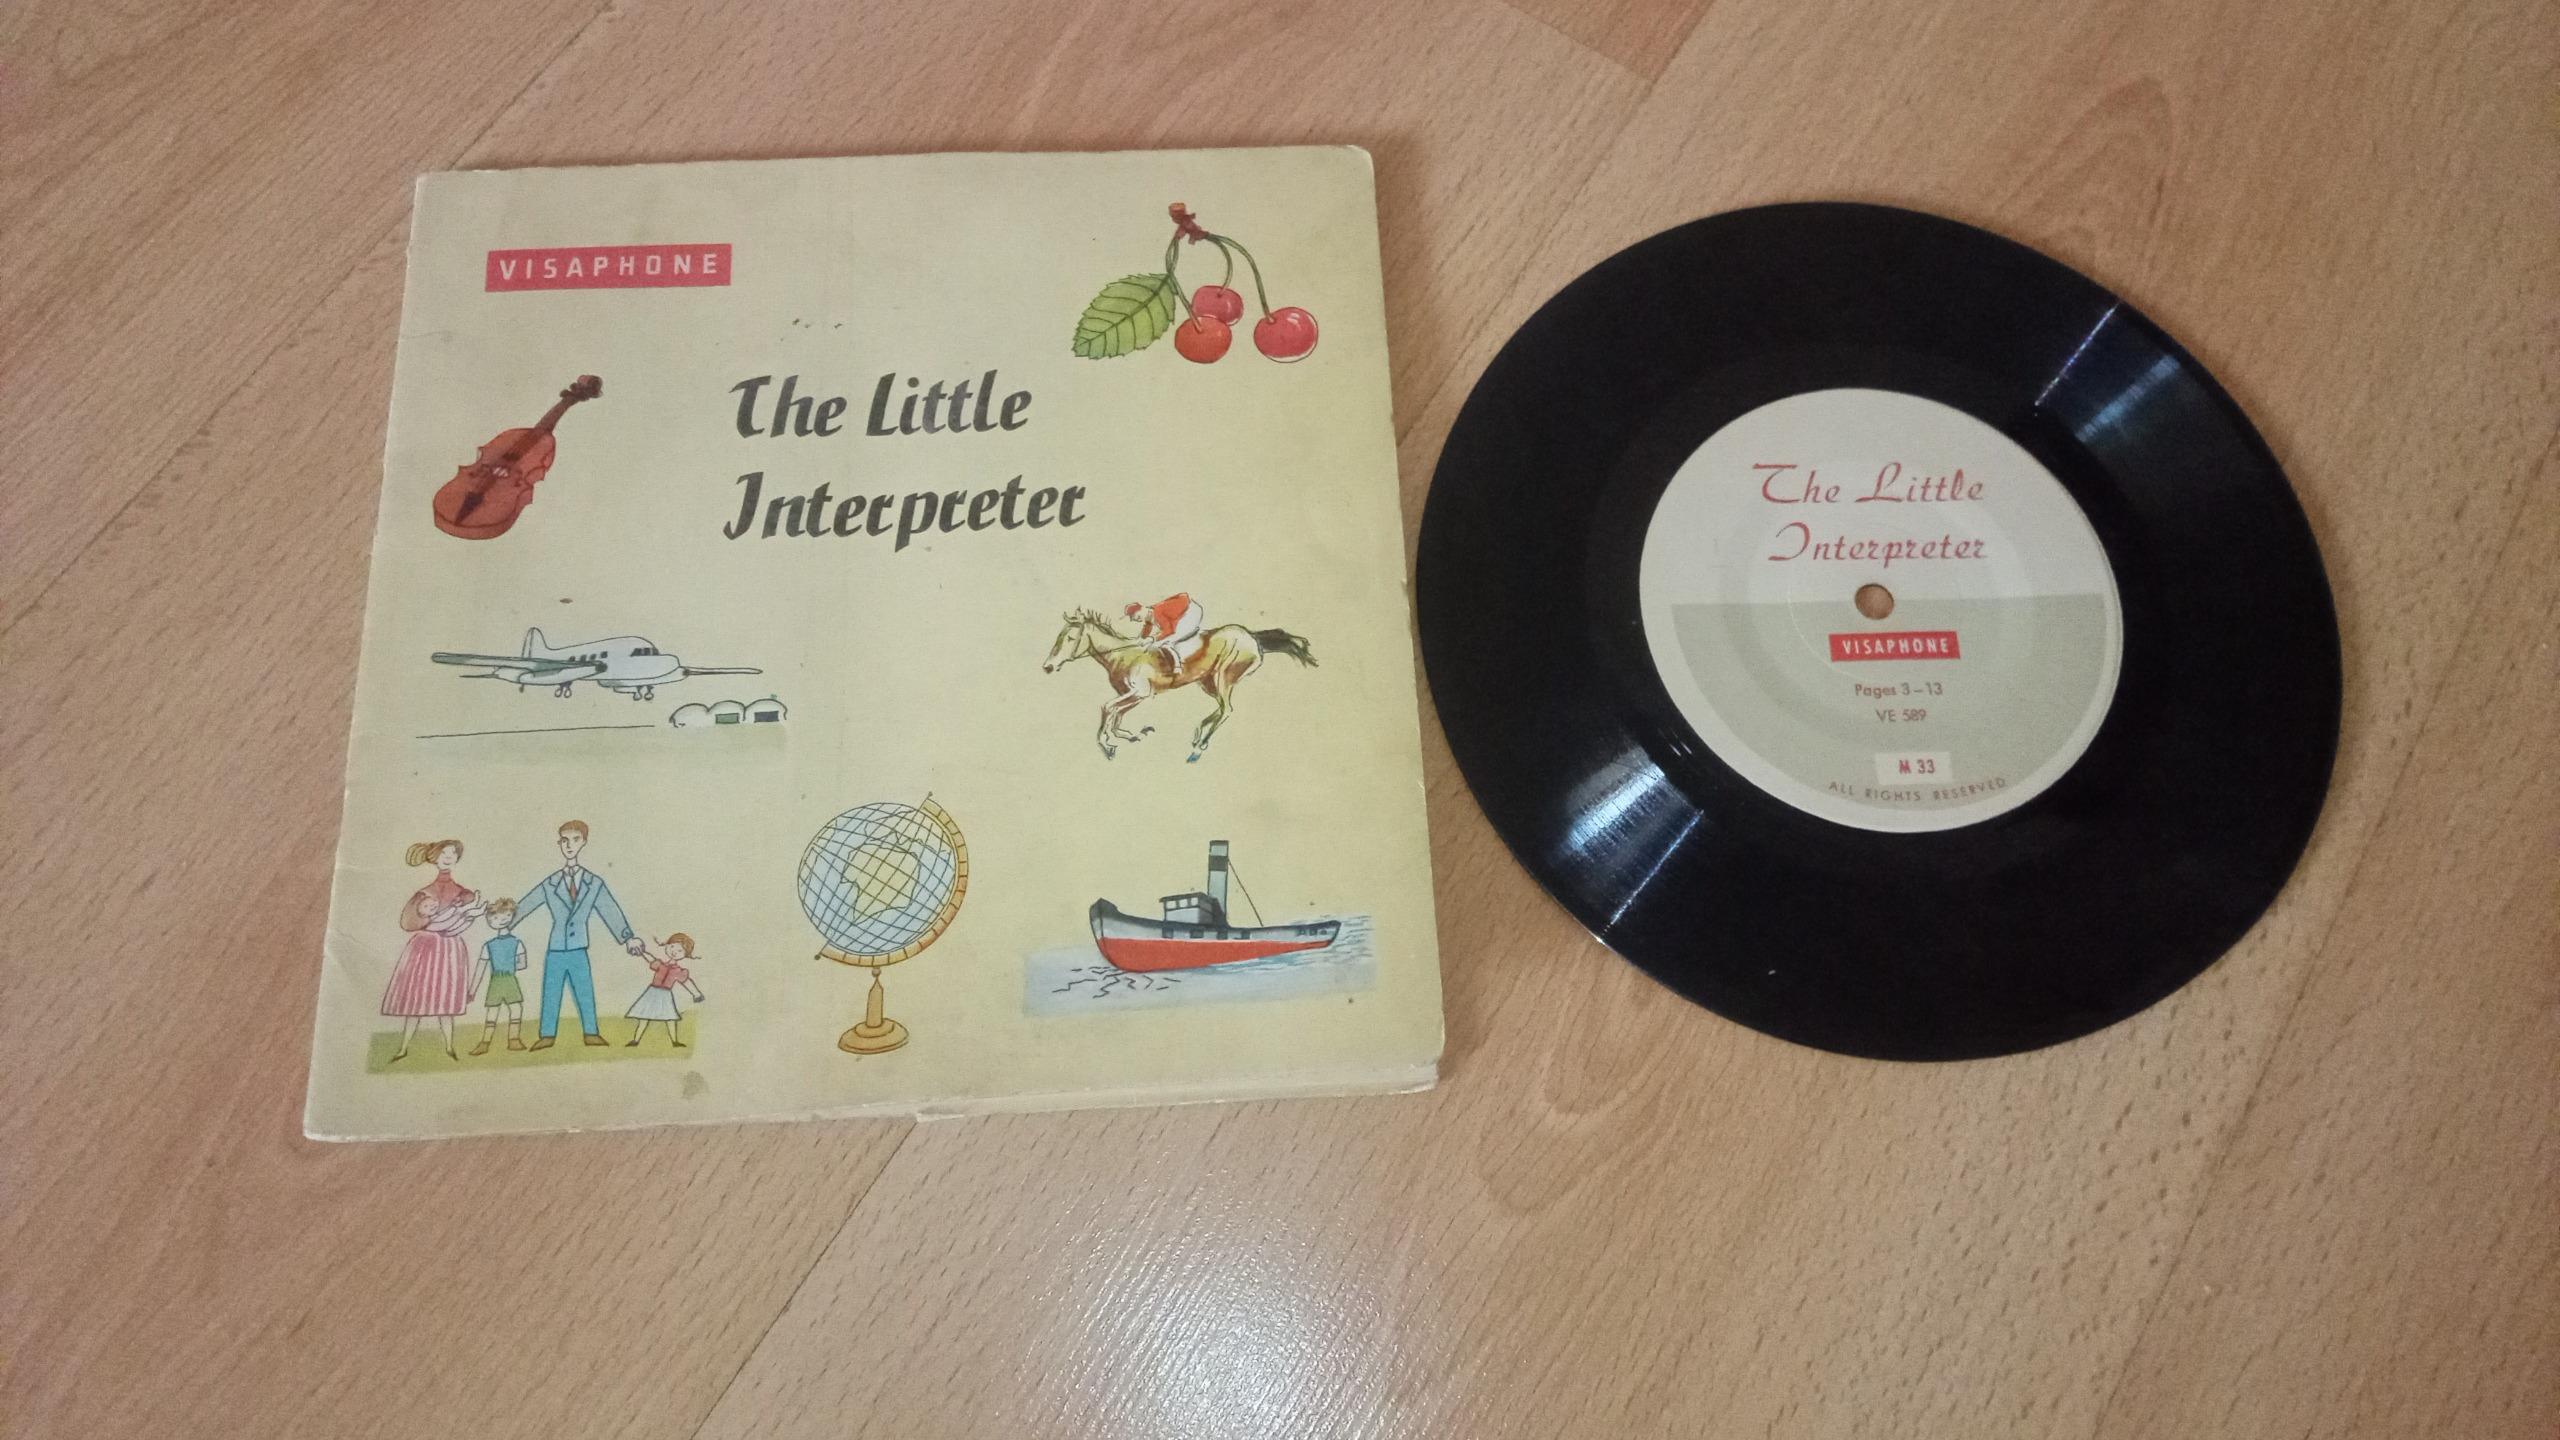 VISAPHONE
The Little
Interpreter
The Little
Interpreter
VISAPHONE
Pages 3-13
VE 589
M 33
ALL RIGHTS RESERVED